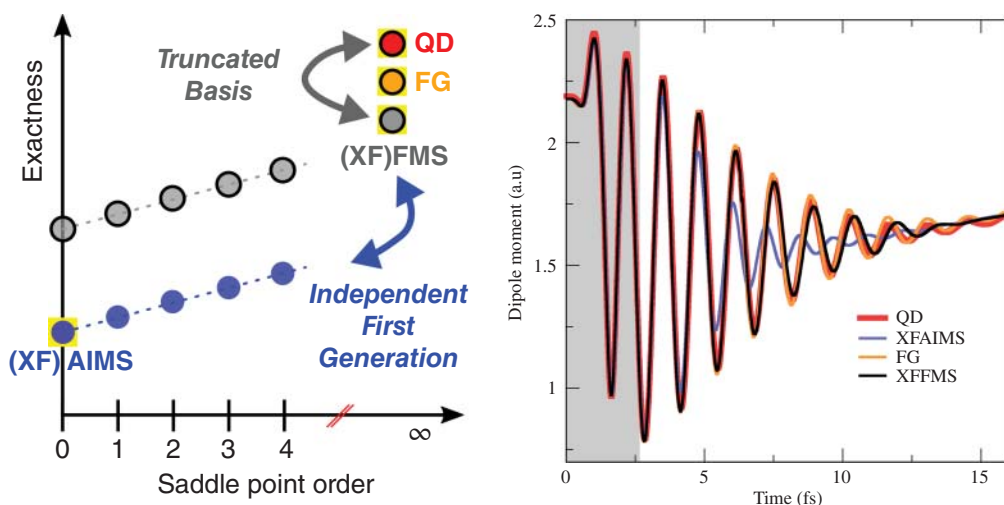 Exactness
Truncated
Basis
QD
FG
(XF)FMS
Independent
First
Generation
(XF) AIMS
0 1 2 3 4 ∞
Saddle point order
Dipole moment (a.u)
2.5
2
1.5
1
QD
XFAIMS
FG
XFFMS
0 5 10 15
Time (fs)